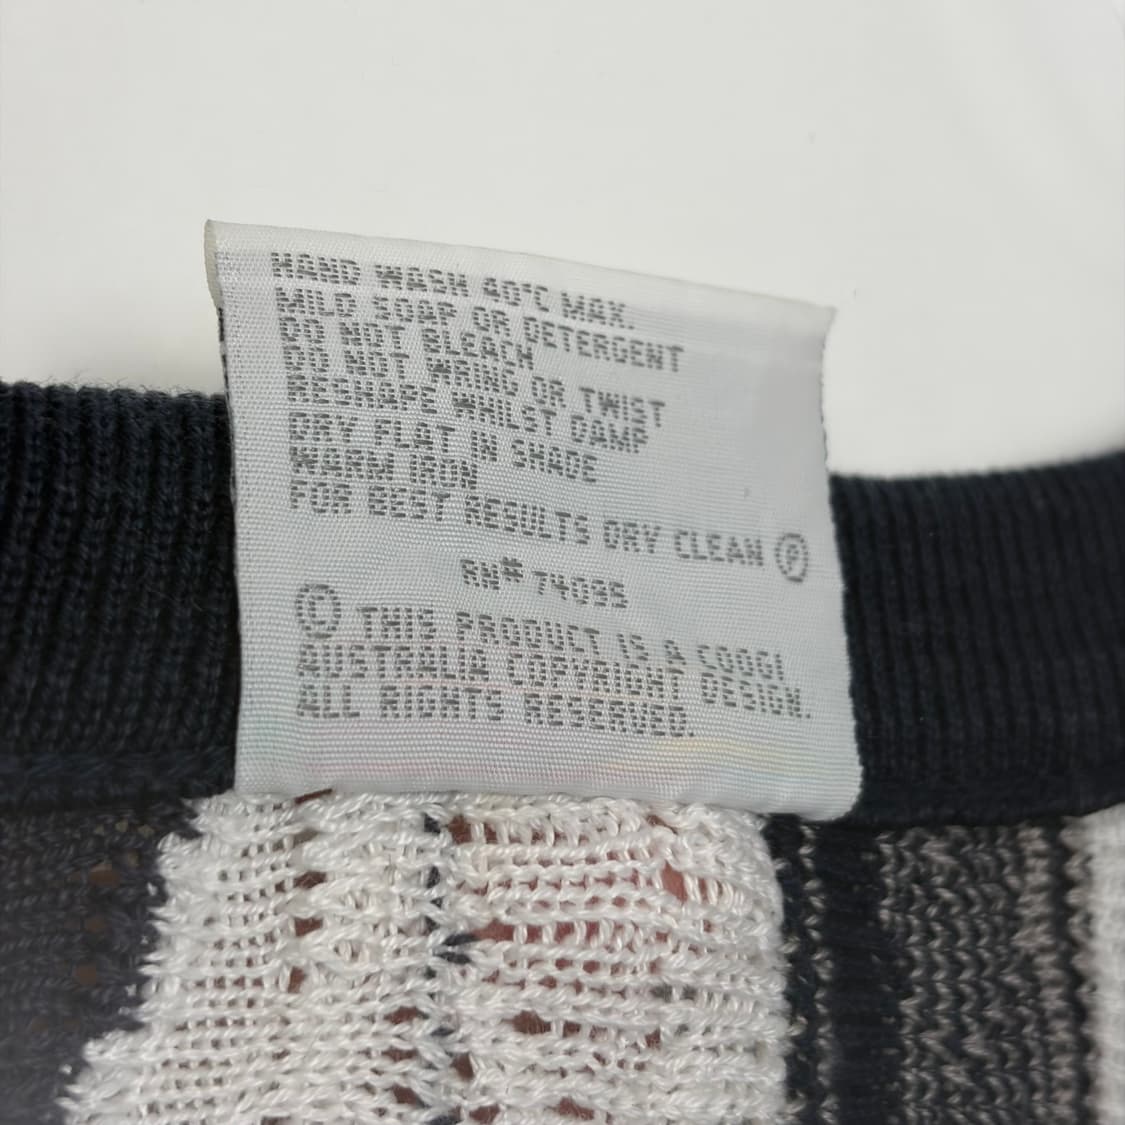 HAND WASH 40°C MAX.
MILD SOAP OR DETERGENT
DO NOT BLEACH
DO NOT WRING OR TWIST
RESHAPE WHILST DAMP
DRY FLAT IN SHADE
WARM IRON
FOR BEST RESULTS DRY CLEAN Ⓟ
RN# 74095
© THIS PRODUCT IS A COOGI
AUSTRALIA COPYRIGHT DESIGN.
ALL RIGHTS RESERVED.